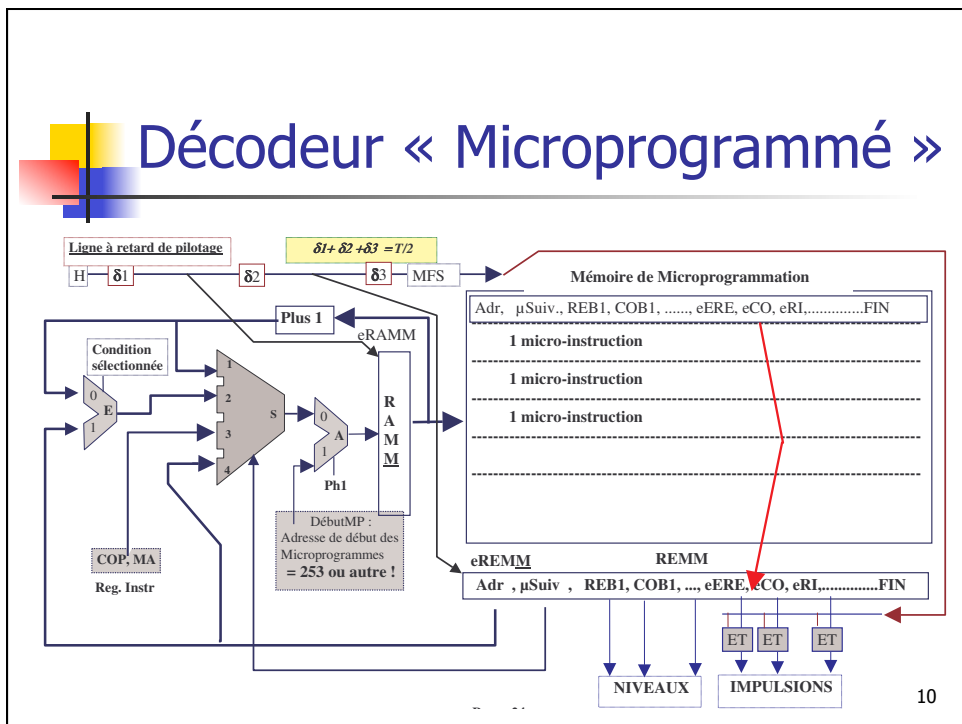 Décodeur « Microprogrammé »
Ligne à retard de pilotage
δ1+ δ2 +δ3 = T/2
H
δ1
δ2
δ3
MFS
Mémoire de Microprogrammation
Adr, µSuiv., REB1, COB1, ......, eERE, eCO, eRI,..............FIN
1 micro-instruction
1 micro-instruction
1 micro-instruction
Plus 1
eRAMM
Condition
sélectionnée
0
E
1
1
2
3
4
S
0
A
1
Ph1
R
A
M
M
DébutMP :
Adresse de début des
Microprogrammes
= 253 ou autre !
COP, MA
Reg. Instr
eREMM
REMM
Adr , µSuiv , REB1, COB1, ..., eERE, eCO, eRI,..............FIN
ET
ET
ET
NIVEAUX
IMPULSIONS
10